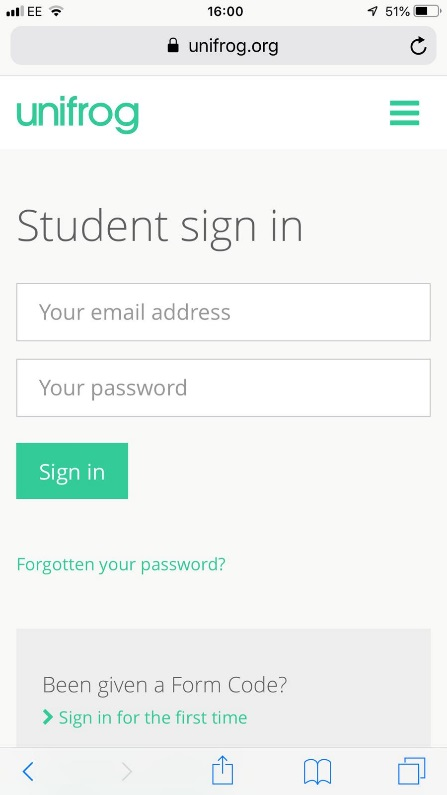 EE 16:00 51%
unifrog.org
unifrog
Student sign in
Your email address
Your password
Sign in
Forgotten your password?
Been given a Form Code?
Sign in for the first time